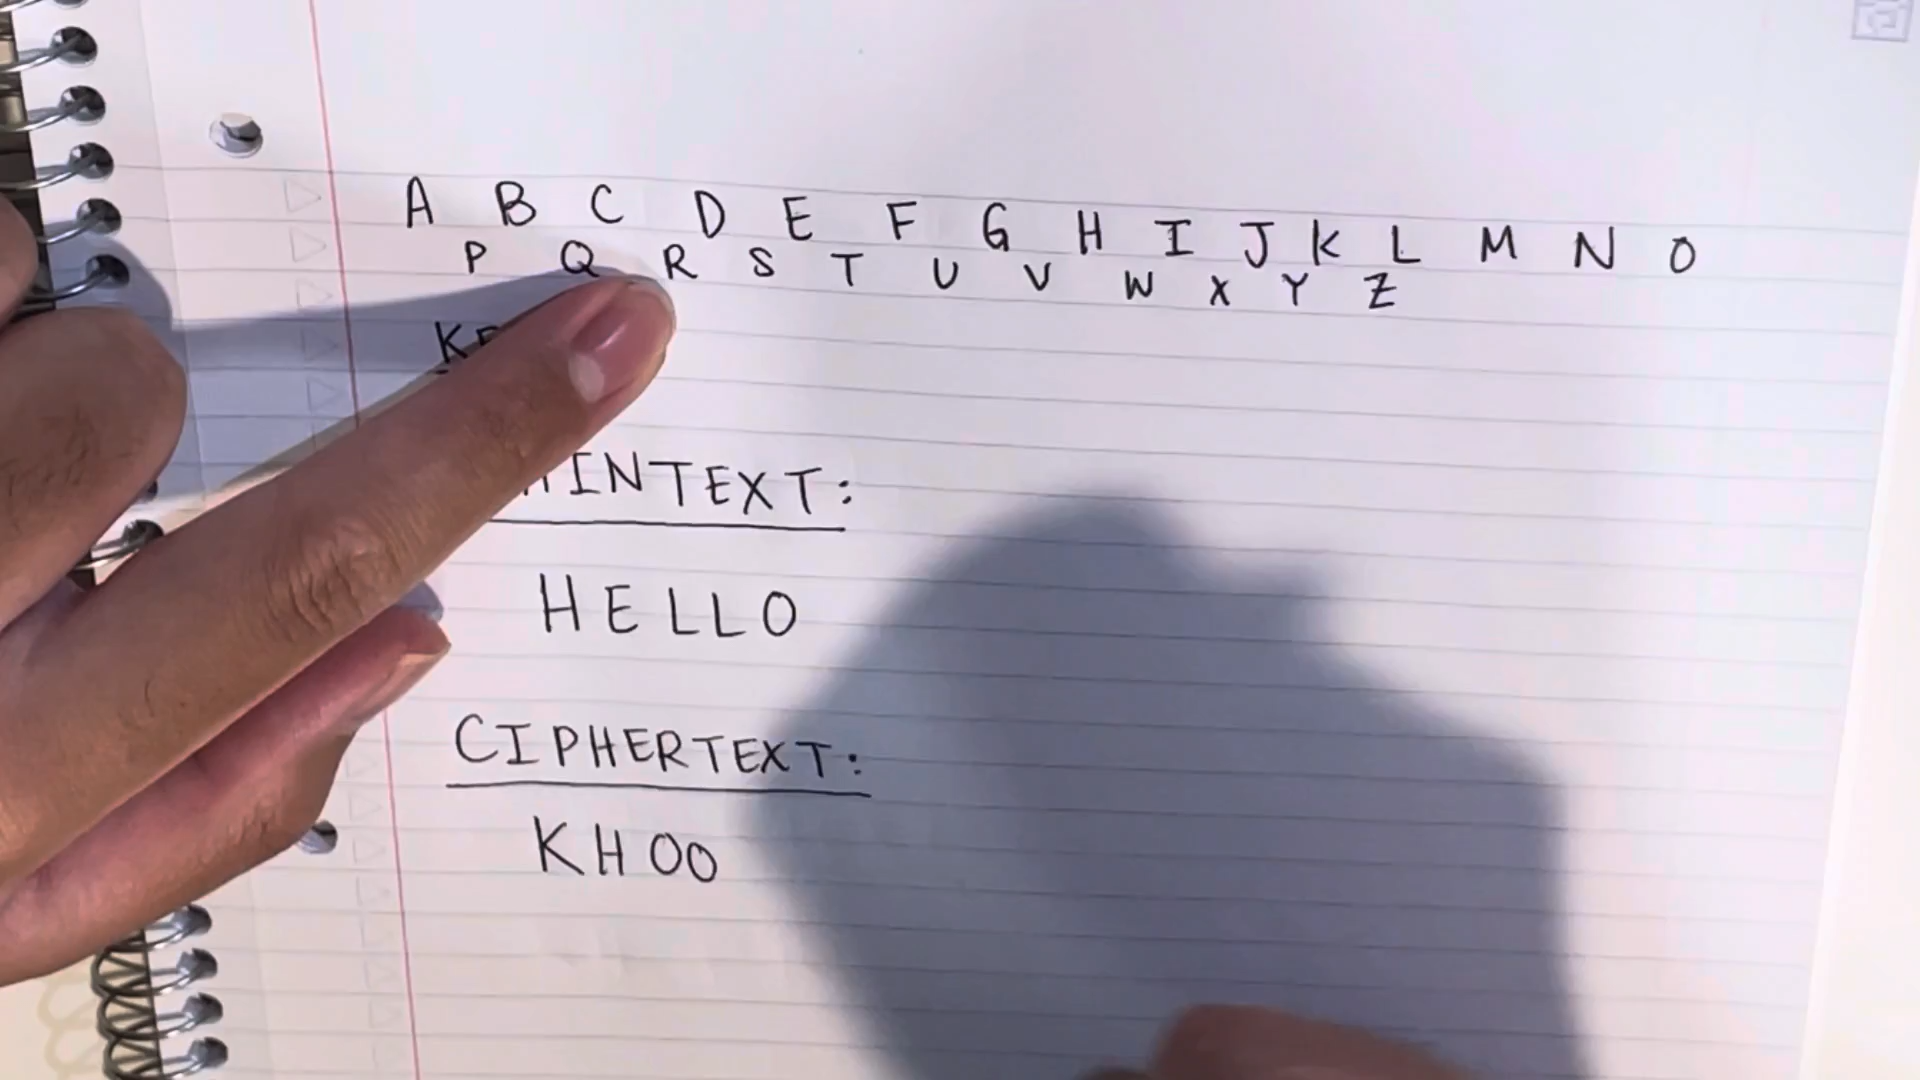 A B C D E F G H I J K L M N O
P Q R S T U V W X Y Z
INTEXT:
HELLO
CIPHERTEXT:
KHOO